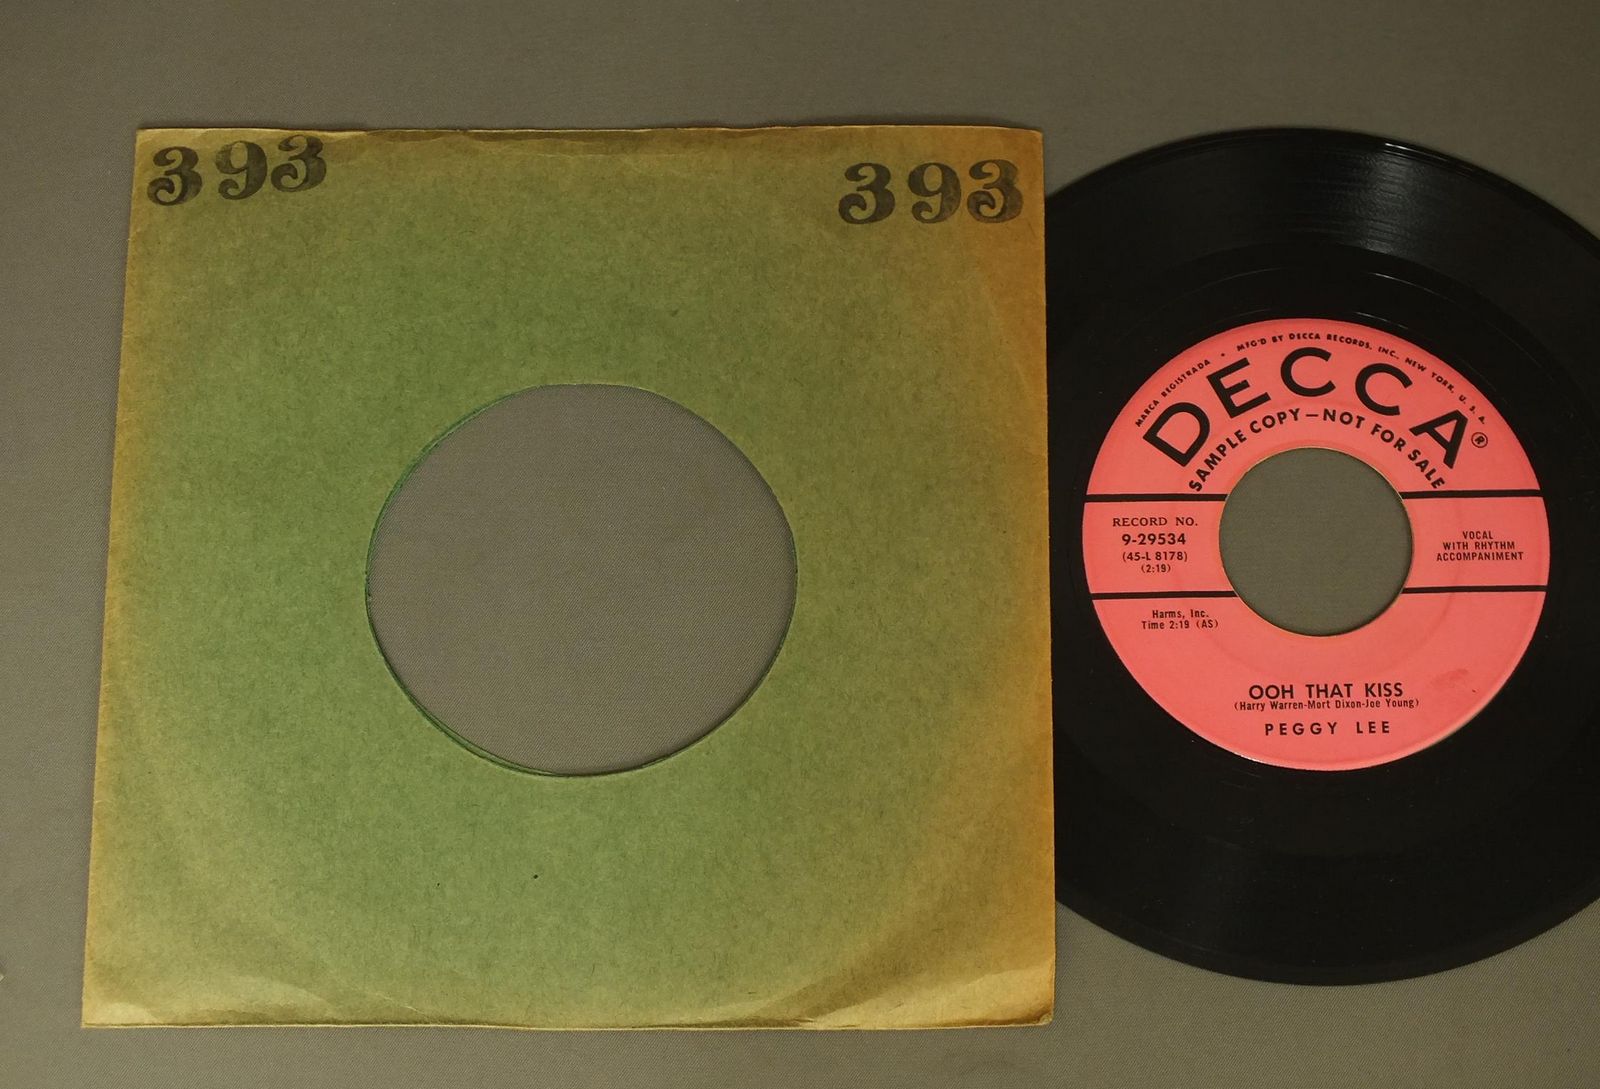 393
393
MARCA REGISTRADA • MFG'D BY DECCA RECORDS, INC., NEW YORK, U. S. A.
DECCA®
SAMPLE COPY—NOT FOR SALE
RECORD NO.
9-29534
(45-L 8178)
(2:19)
VOCAL
WITH RHYTHM
ACCOMPANIMENT
Harms, Inc.
Time 2:19 (AS)
OOH THAT KISS
(Harry Warren-Mort Dixon-Joe Young)
PEGGY LEE